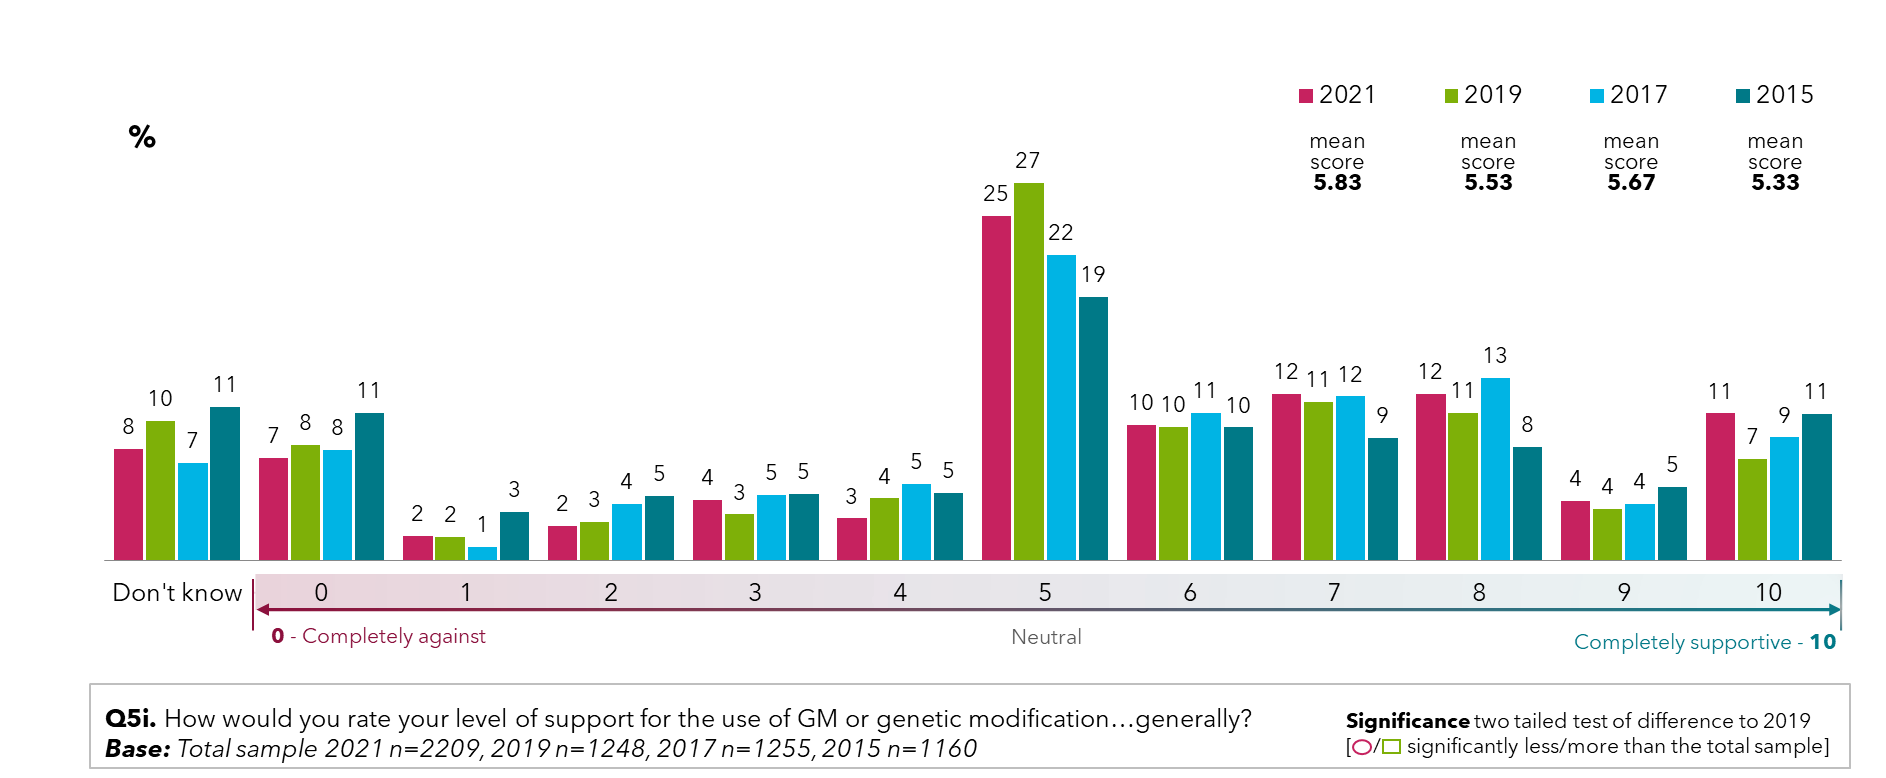 2021 2019 2017 2015
% mean mean mean mean
score score score score
5.83 5.53 5.67 5.33
8 10 7 11
7 8 8 11
2 2 1 3
2 3 4 5
4 3 5 5
3 4 5 5
25 27 22 19
10 10 11 10
12 11 12 9
12 11 13 8
4 4 4 5
11 7 9 11
Don't know 0 1 2 3 4 5 6 7 8 9 10
0 - Completely against Neutral Completely supportive - 10
Q5i. How would you rate your level of support for the use of GM or genetic modification…generally?
Base: Total sample 2021 n=2209, 2019 n=1248, 2017 n=1255, 2015 n=1160
Significance two tailed test of difference to 2019
[/ significantly less/more than the total sample]